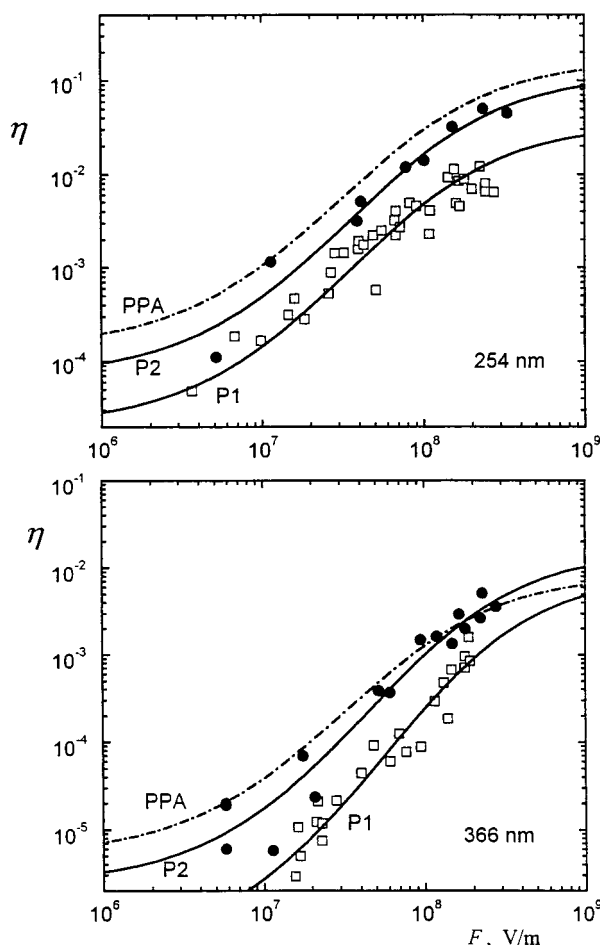 10⁻¹
η
10⁻²
10⁻³
PPA
P2
10⁻⁴
P1
254 nm
10⁶ 10⁷ 10⁸ 10⁹
10⁻¹
η
10⁻²
10⁻³
10⁻⁴
PPA
P1
10⁻⁵
366 nm
P2
10⁶ 10⁷ 10⁸ 10⁹
F, V/m